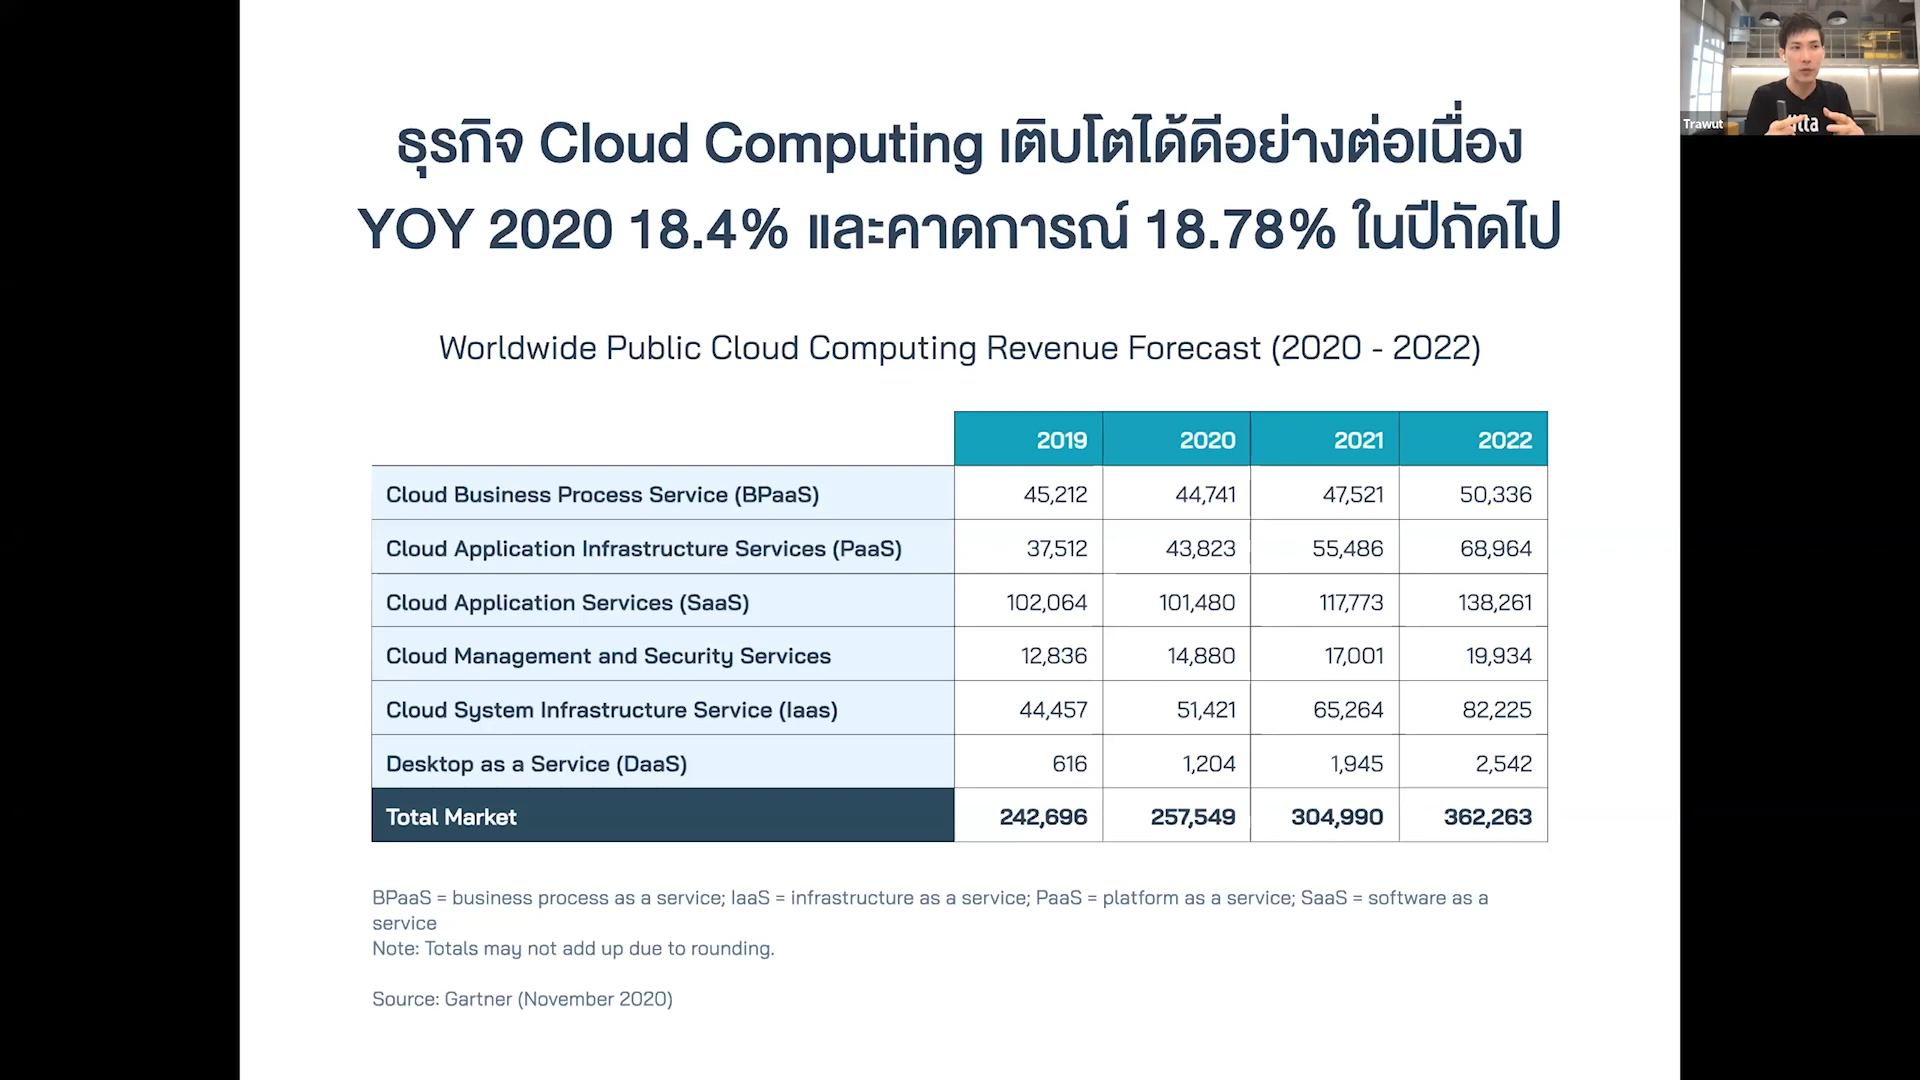 ธุรกิจ Cloud Computing เติบโตได้ดีอย่างต่อเนื่อง
YOY 2020 18.4% และคาดการณ์ 18.78% ในปีถัดไป
Trawut
Worldwide Public Cloud Computing Revenue Forecast (2020 - 2022)
2019 2020 2021 2022
Cloud Business Process Service (BPaaS) 45,212 44,741 47,521 50,336
Cloud Application Infrastructure Services (PaaS) 37,512 43,823 55,486 68,964
Cloud Application Services (SaaS) 102,064 101,480 117,773 138,261
Cloud Management and Security Services 12,836 14,880 17,001 19,934
Cloud System Infrastructure Service (Iaas) 44,457 51,421 65,264 82,225
Desktop as a Service (DaaS) 616 1,204 1,945 2,542
Total Market 242,696 257,549 304,990 362,263
BPaaS = business process as a service; IaaS = infrastructure as a service; PaaS = platform as a service; SaaS = software as a
service
Note: Totals may not add up due to rounding.
Source: Gartner (November 2020)